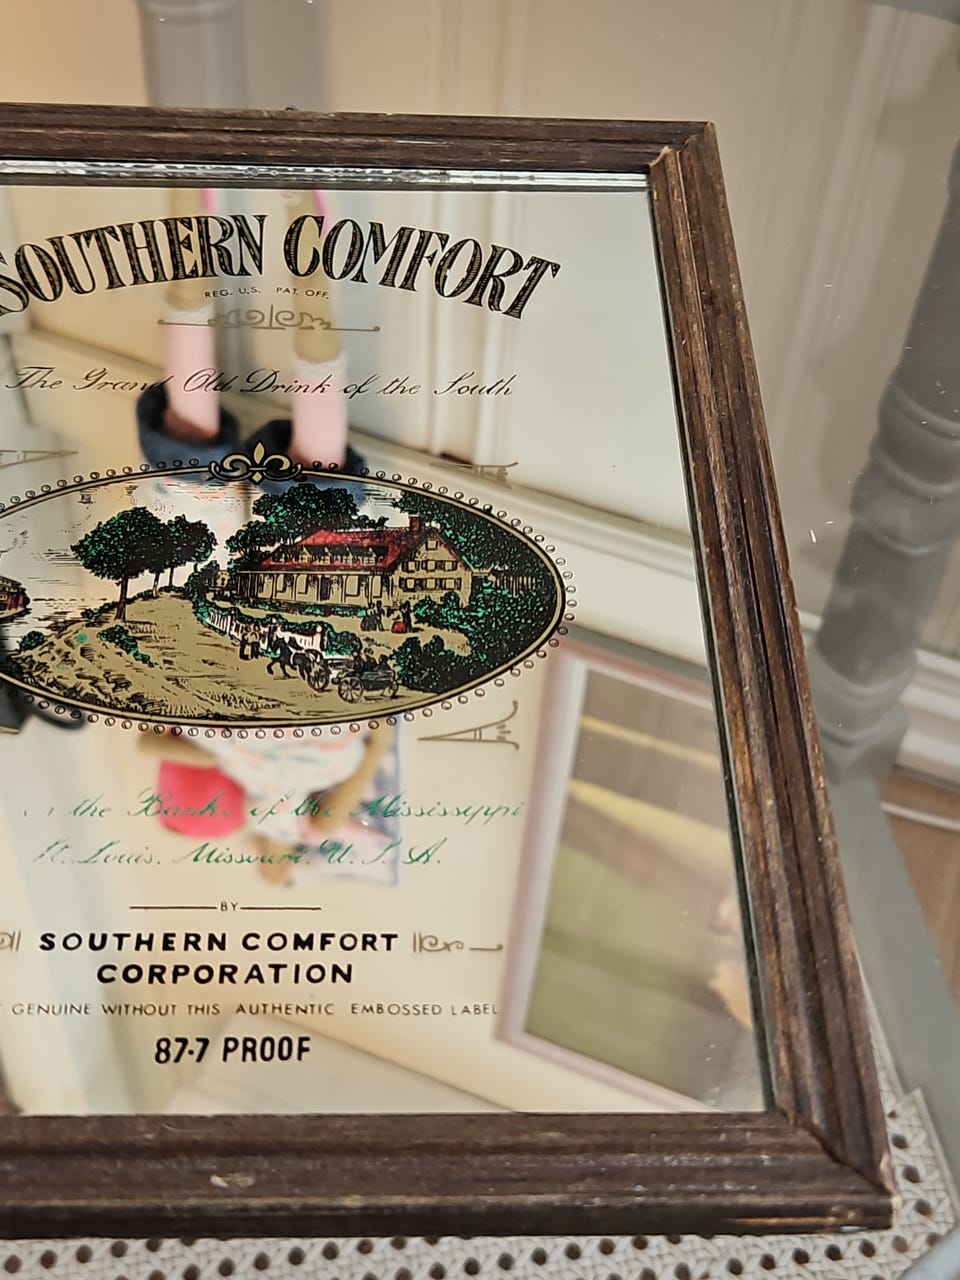 SOUTHERN COMFORT
REG. U.S. PAT. OFF.
The Grand Old Drink of the South
the Banks of the Mississippi
St. Louis, Missouri, U.S.A.
BY
SOUTHERN COMFORT
CORPORATION
GENUINE WITHOUT THIS AUTHENTIC EMBOSSED LABEL
87·7 PROOF